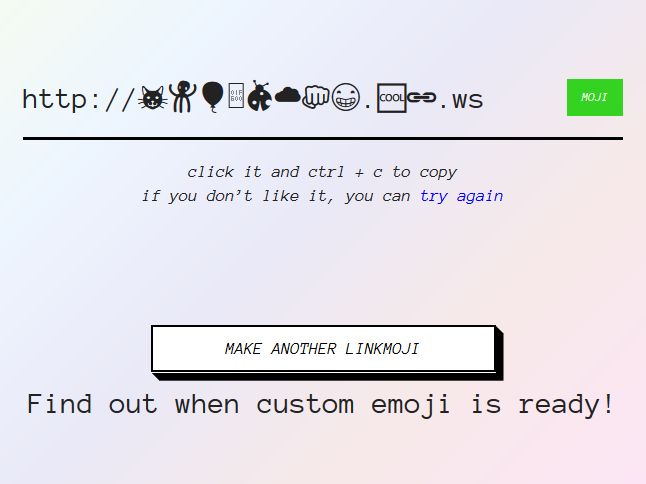 http://🐱🐙🎈🐞☁👊😁.🆒🔗.ws
MOJI
click it and ctrl + c to copy
if you don't like it, you can try again
MAKE ANOTHER LINKMOJI
Find out when custom emoji is ready!